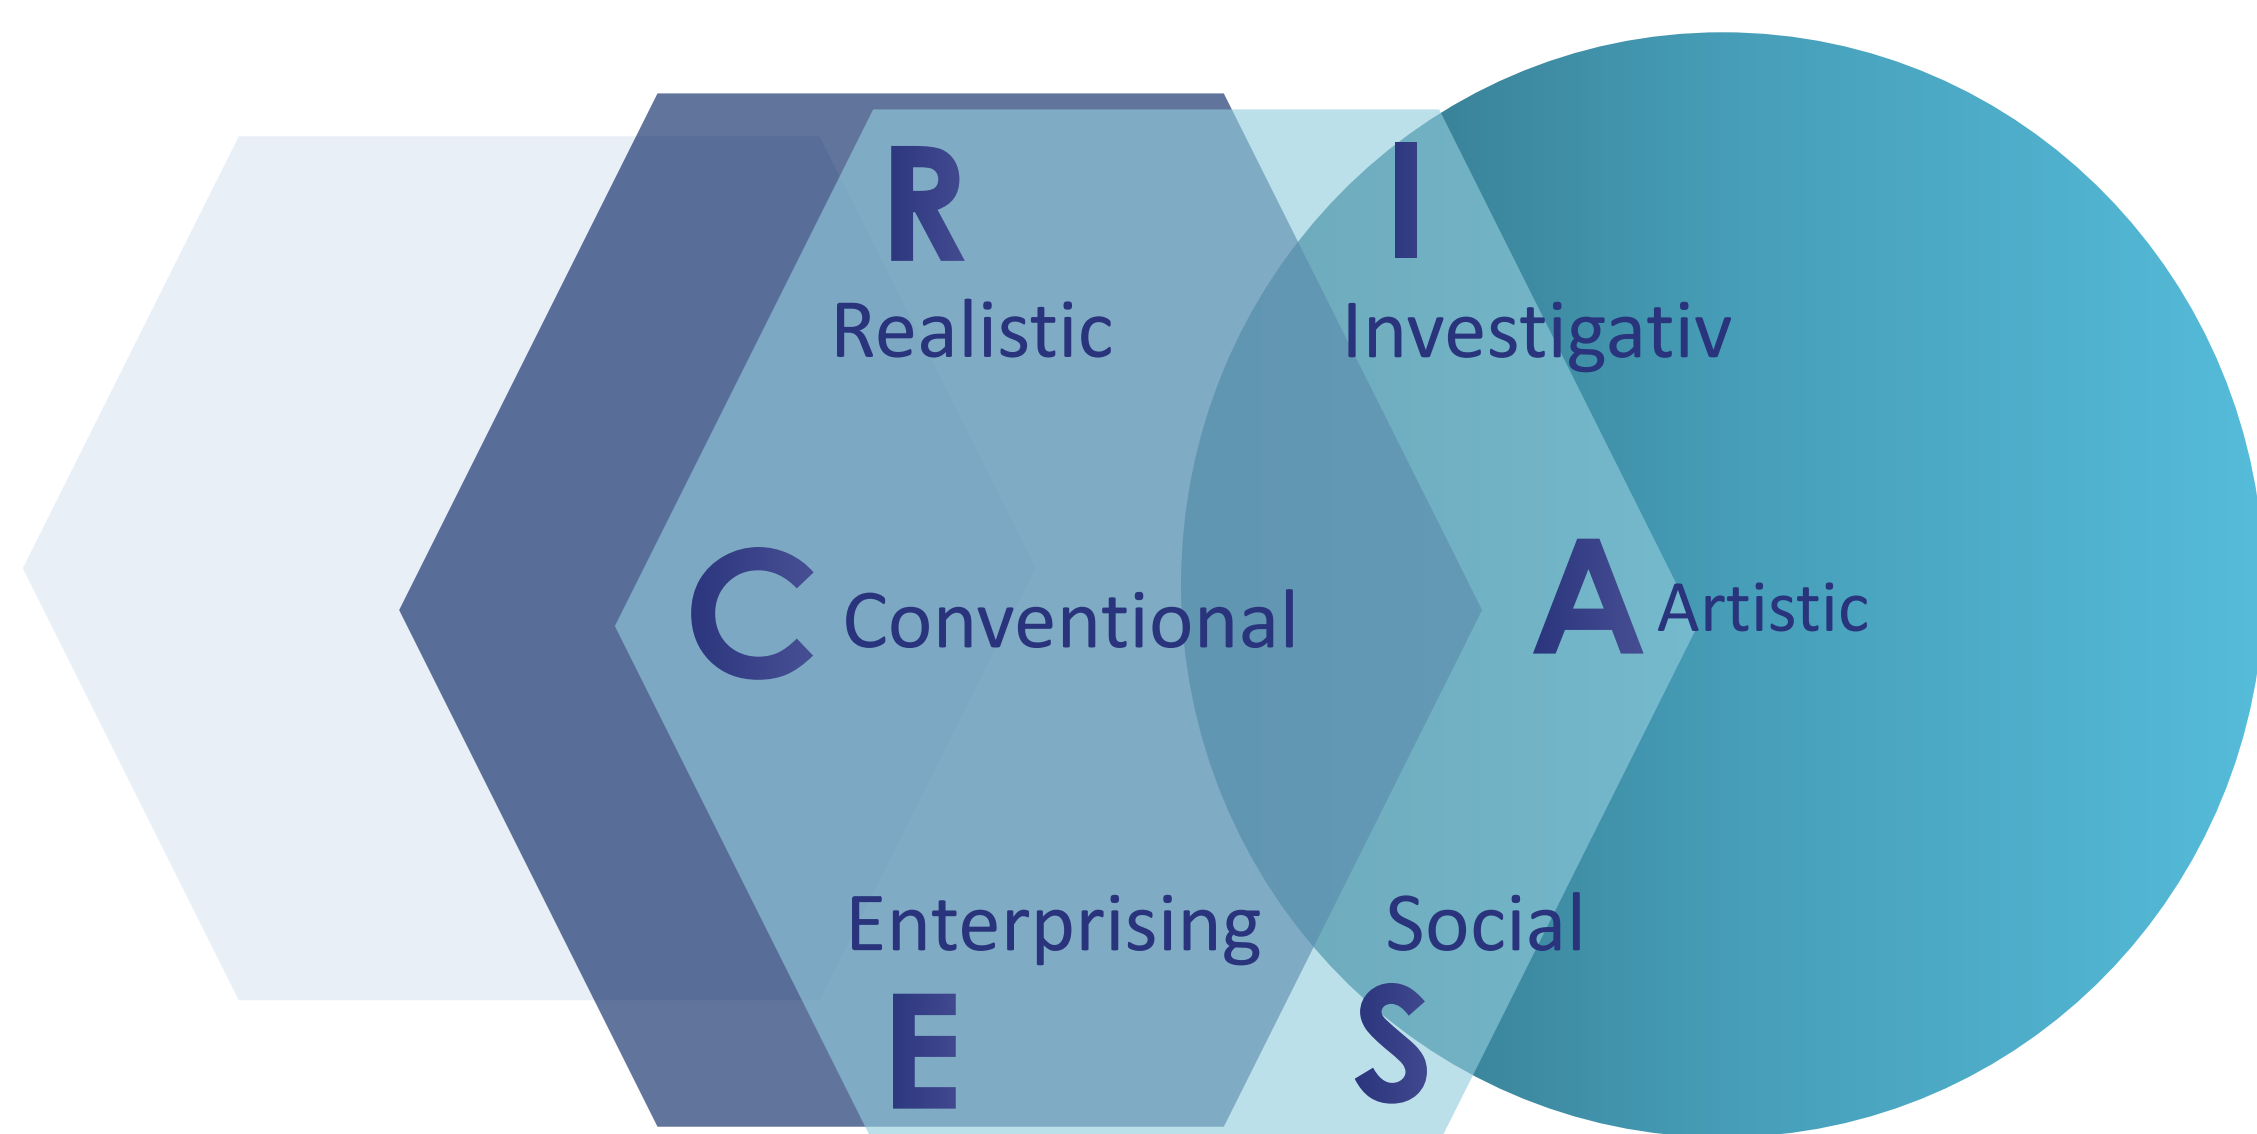 R
I
Realistic
Investigativ
C
Conventional
A
Artistic
Enterprising
Social
E
S